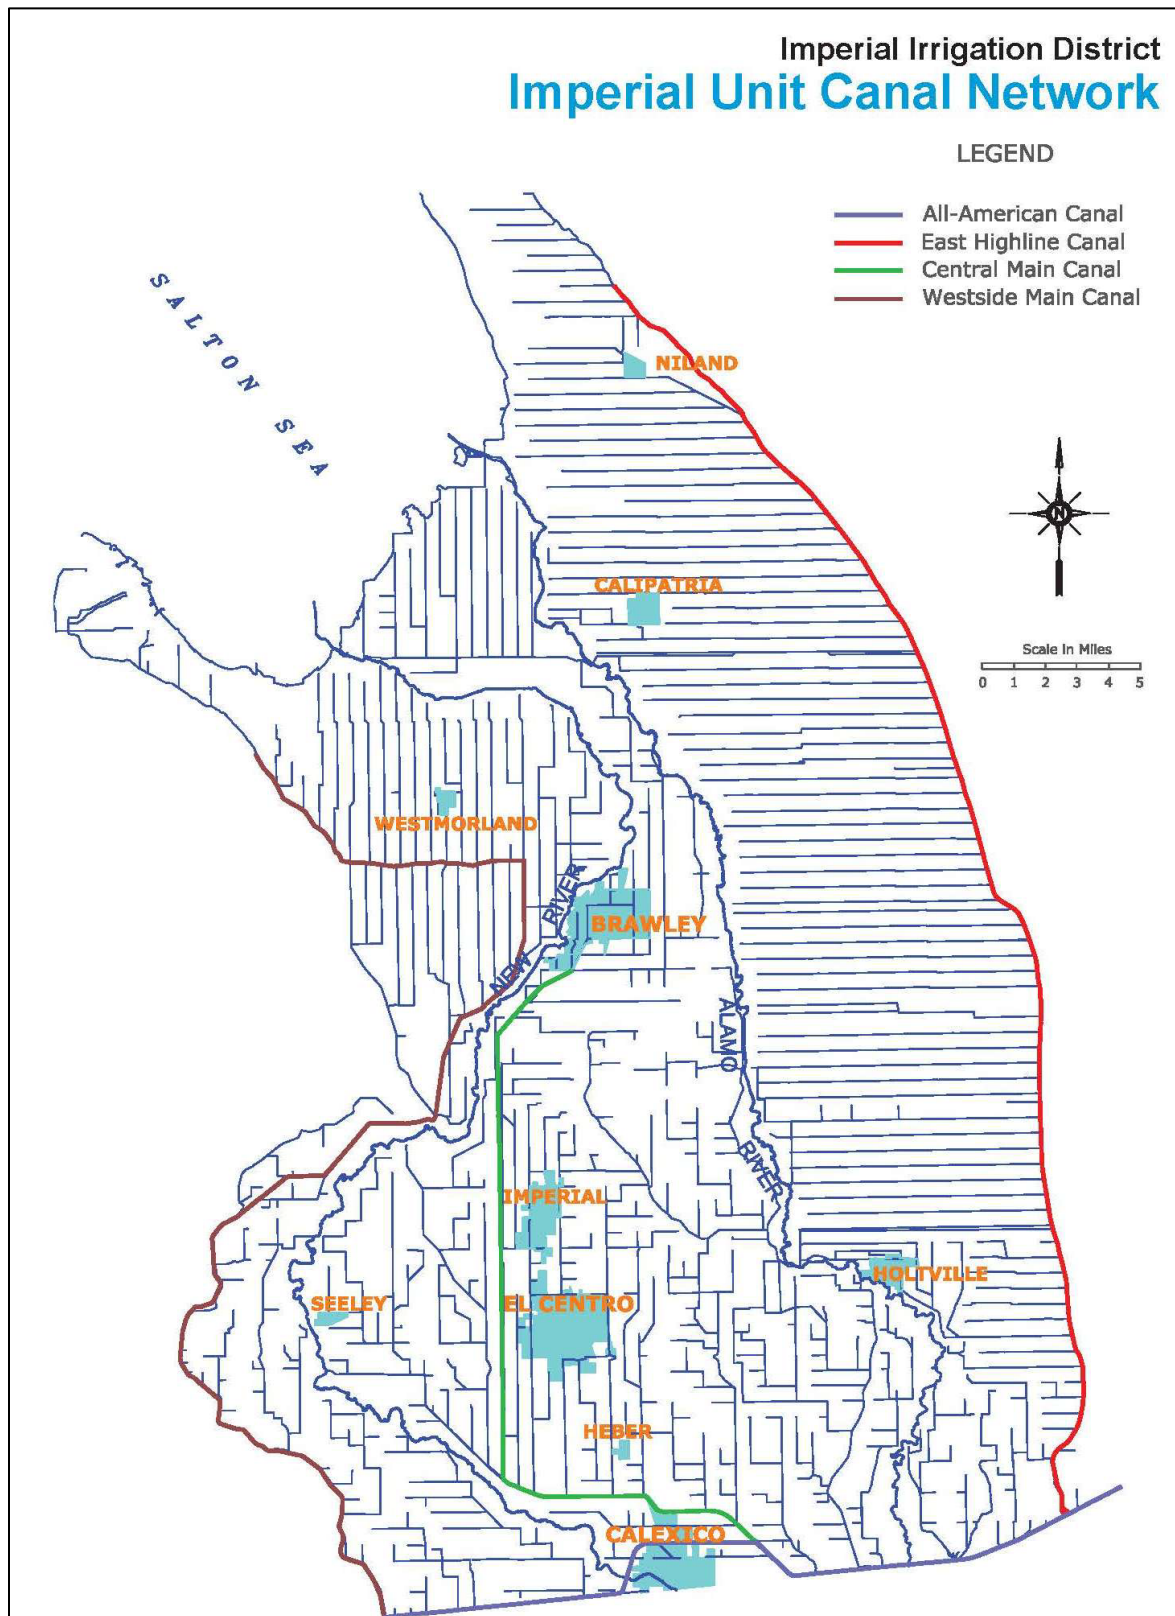 Imperial Irrigation District
Imperial Unit Canal Network
LEGEND
All-American Canal
East Highline Canal
Central Main Canal
Westside Main Canal
SALTON SEA
NILAND
N
CALIPATRIA
Scale In Miles
0 1 2 3 4 5
WESTMORLAND
NEW RIVER
BRAWLEY
ALAMO RIVER
IMPERIAL
HOLTVILLE
SEELEY
EL CENTRO
HEBER
CALEXICO